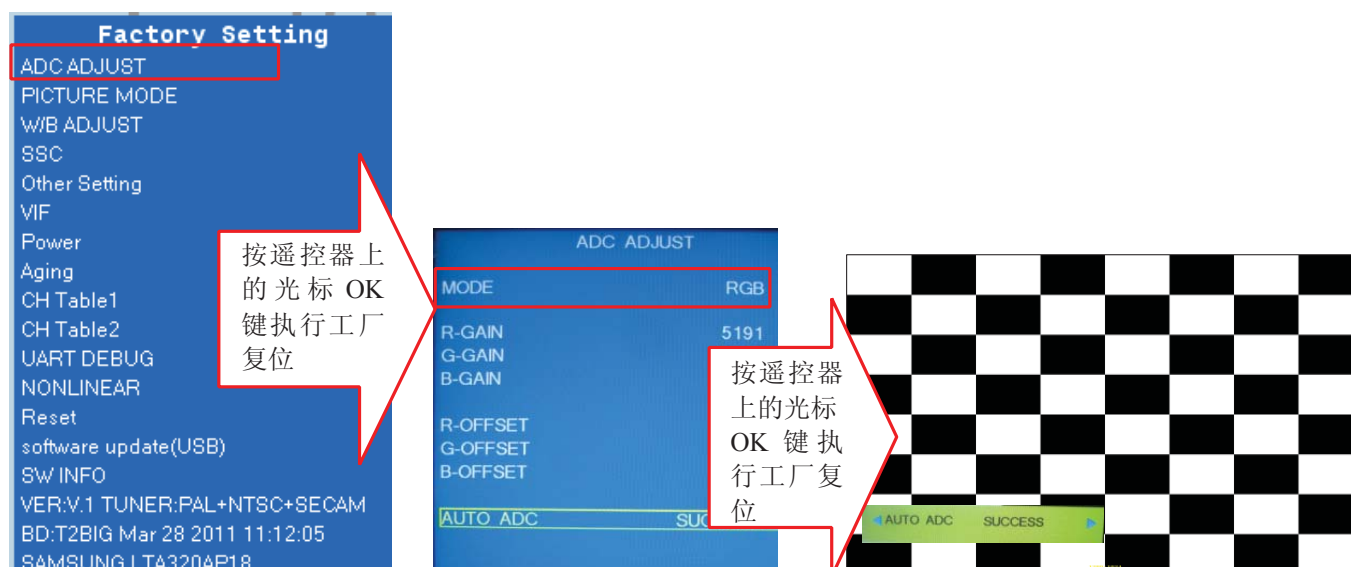 Factory Setting
ADC ADJUST
PICTURE MODE
W/B ADJUST
SSC
Other Setting
VIF
Power
Aging
CH Table1
CH Table2
UART DEBUG
NONLINEAR
Reset
software update(USB)
SW INFO
VER:V.1 TUNER:PAL+NTSC+SECAM
BD:T2BIG Mar 28 2011 11:12:05
SAMSUNG LTA320AP18
按遥控器上
的光标 OK
键执行工厂
复位
ADC ADJUST
MODE RGB
R-GAIN 5191
G-GAIN
B-GAIN
R-OFFSET
G-OFFSET
B-OFFSET
AUTO ADC
按遥控器
上的光标
OK 键执
行工厂复
位
AUTO ADC SUCCESS